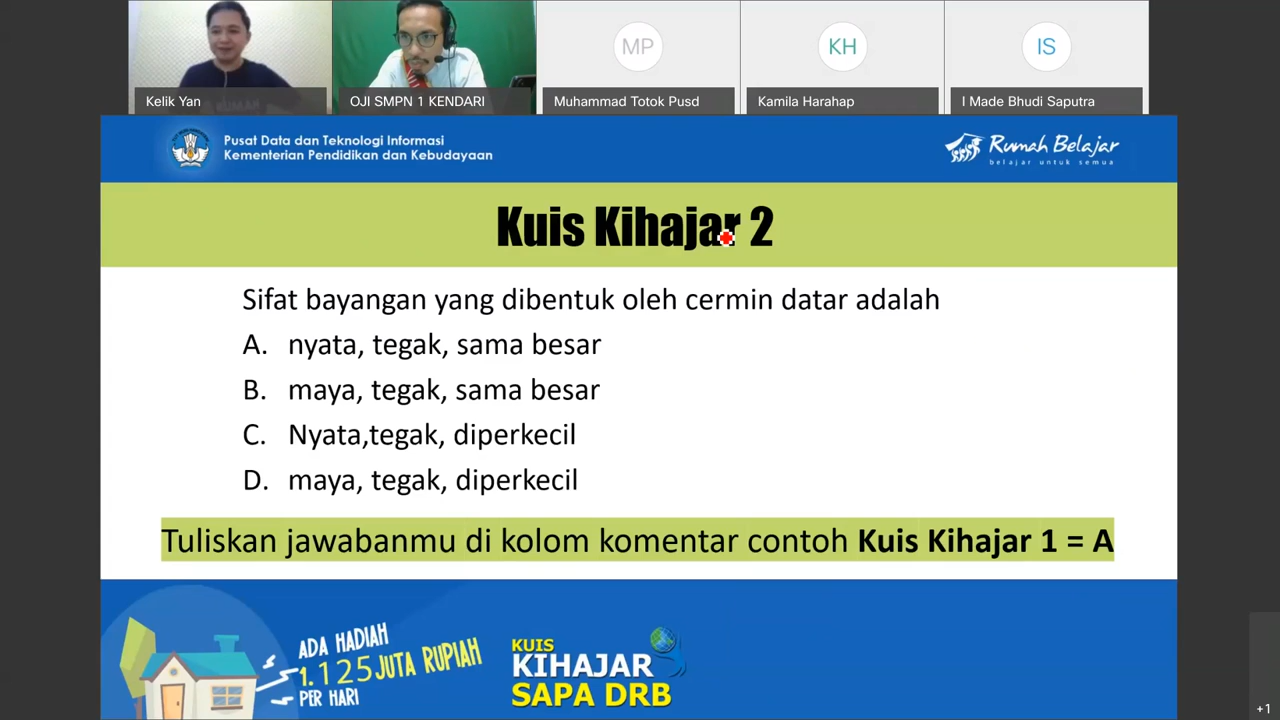 Kelik Yan
OJI SMPN 1 KENDARI
MP
Muhammad Totok Pusd
KH
Kamila Harahap
IS
I Made Bhudi Saputra
Pusat Data dan Teknologi Informasi
Kementerian Pendidikan dan Kebudayaan
Rumah Belajar
belajar untuk semua
Kuis Kihajar 2
Sifat bayangan yang dibentuk oleh cermin datar adalah
A. nyata, tegak, sama besar
B. maya, tegak, sama besar
C. Nyata,tegak, diperkecil
D. maya, tegak, diperkecil
Tuliskan jawabanmu di kolom komentar contoh Kuis Kihajar 1 = A
ADA HADIAH
1.125 JUTA RUPIAH
PER HARI
KUIS
KIHAJAR
SAPA DRB
+1